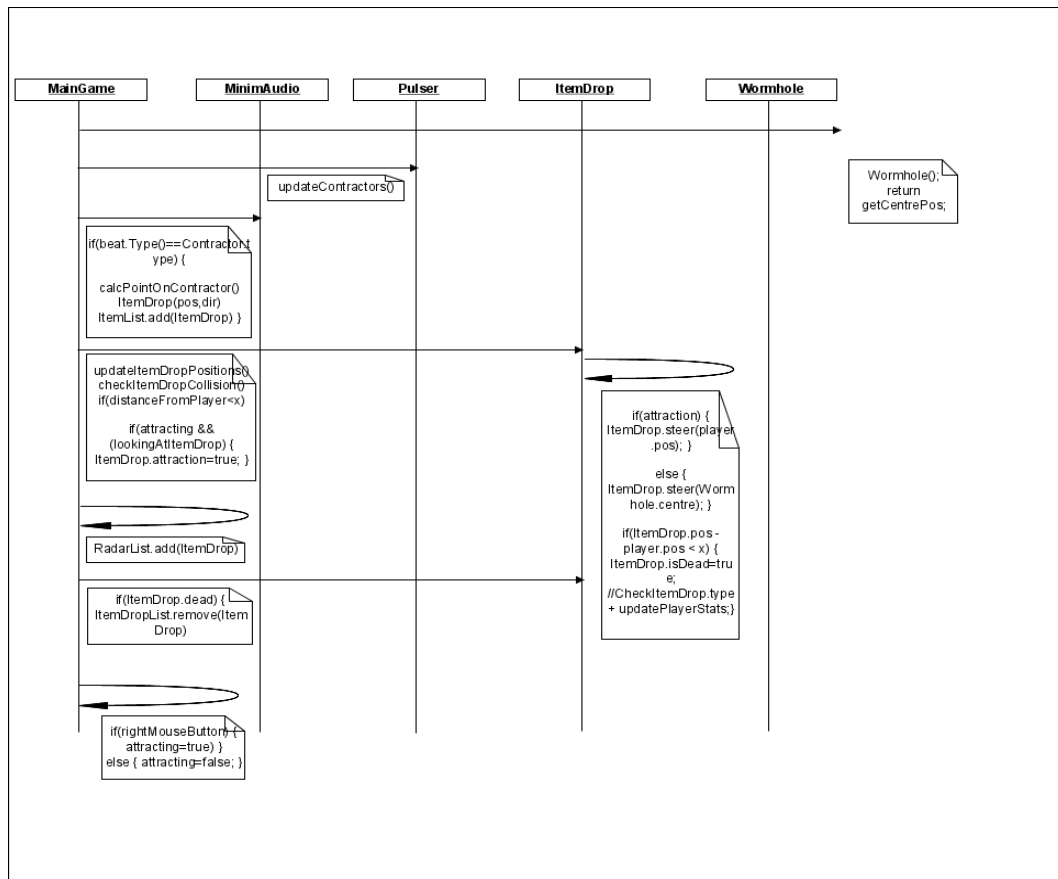 MainGame
MinimAudio
Pulser
ItemDrop
Wormhole
Wormhole();
return
getCentrePos;
updateContractors()
if(beat.Type()==Contractor.t
ype) {
calcPointOnContractor()
ItemDrop(pos,dir)
ItemList.add(ItemDrop) }
updateItemDropPositions()
checkItemDropCollision()
if(distanceFromPlayer<x)
if(attracting &&
(lookingAtItemDrop) {
ItemDrop.attraction=true; }
if(attraction) {
ItemDrop.steer(player
.pos); }
else {
ItemDrop.steer(Worm
hole.centre); }
if(ItemDrop.pos -
player.pos < x) {
ItemDrop.isDead=tru
e;
//CheckItemDrop.type
+ updatePlayerStats;}
RadarList.add(ItemDrop)
if(ItemDrop.dead) {
ItemDropList.remove(Item
Drop)
if(rightMouseButton) {
attracting=true) }
else { attracting=false; }